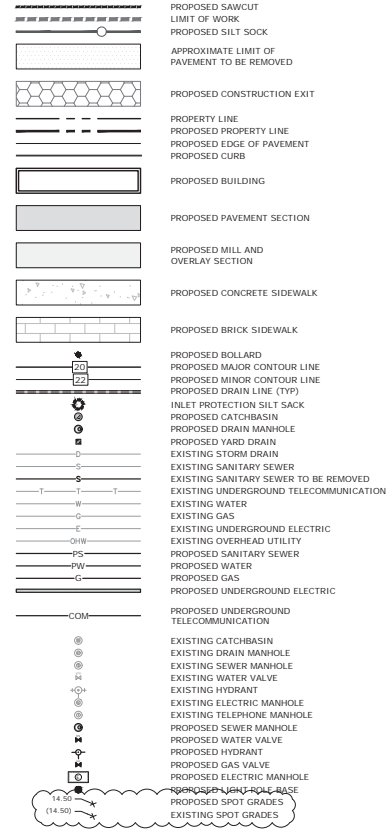 PROPOSED SAWCUT
LIMIT OF WORK
PROPOSED SILT SOCK
APPROXIMATE LIMIT OF
PAVEMENT TO BE REMOVED
PROPOSED CONSTRUCTION EXIT
PROPERTY LINE
PROPOSED PROPERTY LINE
PROPOSED EDGE OF PAVEMENT
PROPOSED CURB
PROPOSED BUILDING
PROPOSED PAVEMENT SECTION
PROPOSED MILL AND
OVERLAY SECTION
PROPOSED CONCRETE SIDEWALK
PROPOSED BRICK SIDEWALK
PROPOSED BOLLARD
20 PROPOSED MAJOR CONTOUR LINE
22 PROPOSED MINOR CONTOUR LINE
PROPOSED DRAIN LINE (TYP)
INLET PROTECTION SILT SACK
PROPOSED CATCHBASIN
PROPOSED DRAIN MANHOLE
PROPOSED YARD DRAIN
D EXISTING STORM DRAIN
S EXISTING SANITARY SEWER
S EXISTING SANITARY SEWER TO BE REMOVED
T T T EXISTING UNDERGROUND TELECOMMUNICATION
W EXISTING WATER
G EXISTING GAS
E EXISTING UNDERGROUND ELECTRIC
OHW EXISTING OVERHEAD UTILITY
PS PROPOSED SANITARY SEWER
PW PROPOSED WATER
G PROPOSED GAS
PROPOSED UNDERGROUND ELECTRIC
COM PROPOSED UNDERGROUND
TELECOMMUNICATION
EXISTING CATCHBASIN
EXISTING DRAIN MANHOLE
EXISTING SEWER MANHOLE
EXISTING WATER VALVE
EXISTING HYDRANT
EXISTING ELECTRIC MANHOLE
EXISTING TELEPHONE MANHOLE
PROPOSED SEWER MANHOLE
PROPOSED WATER VALVE
PROPOSED HYDRANT
PROPOSED GAS VALVE
PROPOSED ELECTRIC MANHOLE
PROPOSED LIGHT POLE BASE
14.50 PROPOSED SPOT GRADES
(14.50) EXISTING SPOT GRADES